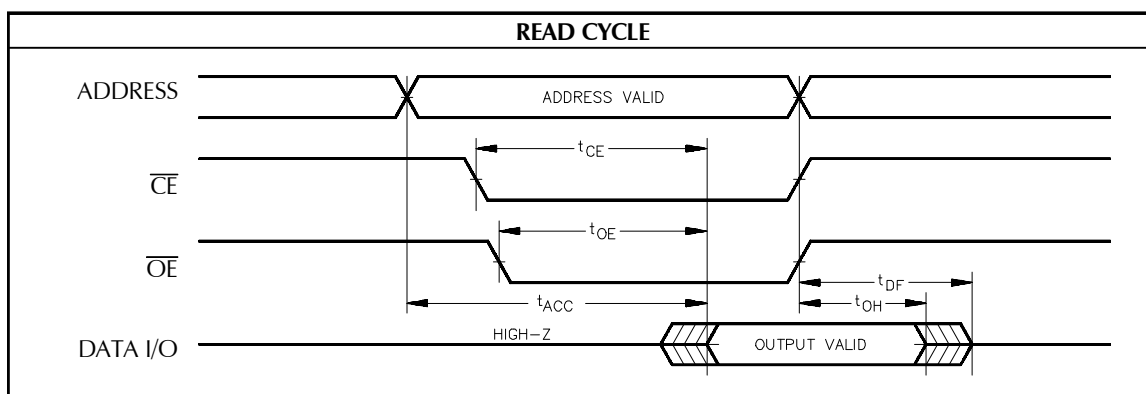 READ CYCLE
ADDRESS
ADDRESS VALID
tCE
CE
tOE
OE
tDF
tACC
tOH
HIGH-Z
DATA I/O
OUTPUT VALID